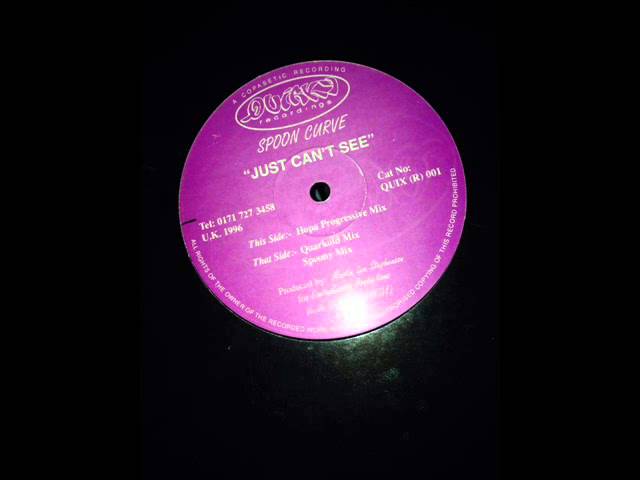 A COPASETIC RECORDING
recordings
SPOON CURVE
"JUST CAN'T SEE"
Cat No:
QUIX (R) 001
Tel: 0171 727 3458
U.K. 1996
This Side:- Hopa Progressive Mix
That Side:- Quarkuld Mix
Spoony Mix
Produced by
for
ALL RIGHTS OF THE OWNER OF THE RECORDED WORK
COPYING OF THIS RECORD PROHIBITED